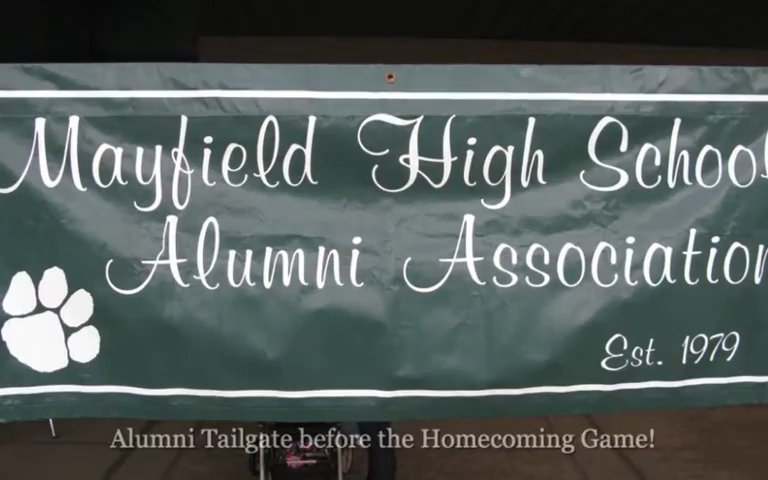 Mayfield High School
Alumni Association
Est. 1979
Alumni Tailgate before the Homecoming Game!